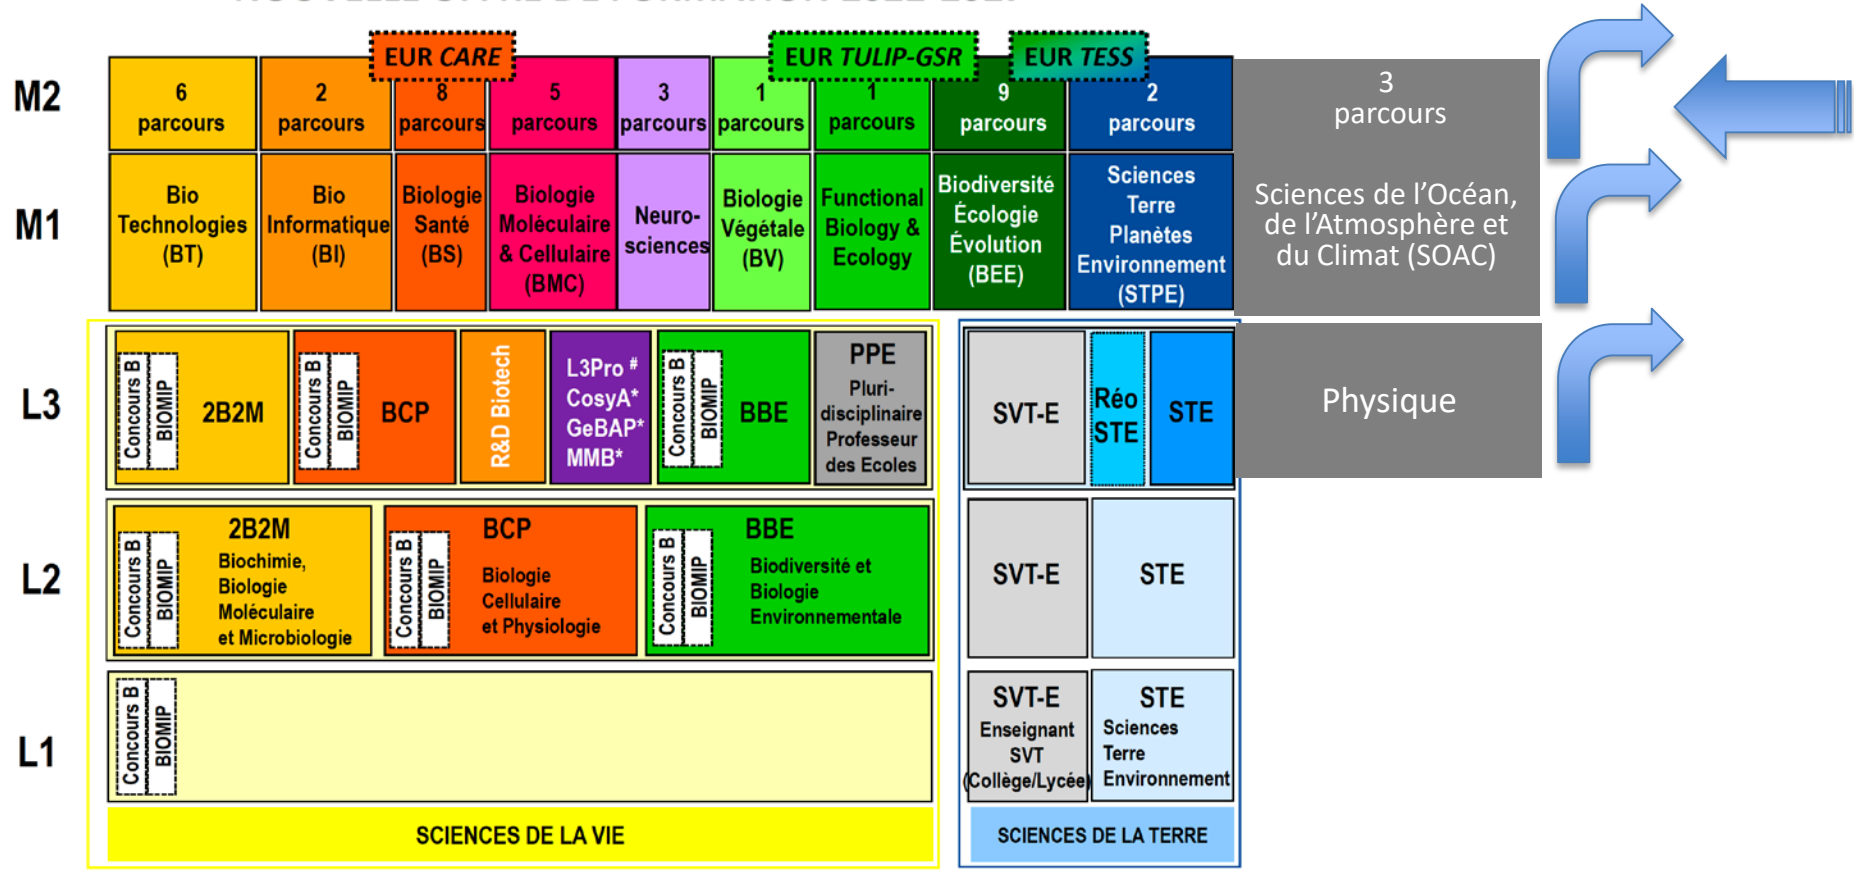 NOUVELLE OFFRE DE FORMATION 2021-2027
EUR CARE
EUR TULIP-GSR
EUR TESS
M2
6
parcours
2
parcours
8
parcours
5
parcours
3
parcours
1
parcours
1
parcours
9
parcours
2
parcours
3
parcours
M1
Bio
Technologies
(BT)
Bio
Informatique
(BI)
Biologie
Santé
(BS)
Biologie
Moléculaire
& Cellulaire
(BMC)
Neuro-
sciences
Biologie
Végétale
(BV)
Functional
Biology &
Ecology
Biodiversité
Écologie
Évolution
(BEE)
Sciences
Terre
Planètes
Environnement
(STPE)
Sciences de l’Océan,
de l’Atmosphère et
du Climat (SOAC)
L3
Concours B
BIOMIP
2B2M
Concours B
BIOMIP
BCP
R&D Biotech
L3Pro #
CosyA*
GeBAP*
MMB*
Concours B
BIOMIP
BBE
PPE
Pluri-
disciplinaire
Professeur
des Ecoles
SVT-E
Réo
STE
STE
Physique
L2
Concours B
BIOMIP
2B2M
Biochimie,
Biologie
Moléculaire
et Microbiologie
Concours B
BIOMIP
BCP
Biologie
Cellulaire
et Physiologie
Concours B
BIOMIP
BBE
Biodiversité et
Biologie
Environnementale
SVT-E
STE
L1
Concours B
BIOMIP
SVT-E
Enseignant
SVT
(Collège/Lycée)
STE
Sciences
Terre
Environnement
SCIENCES DE LA VIE
SCIENCES DE LA TERRE